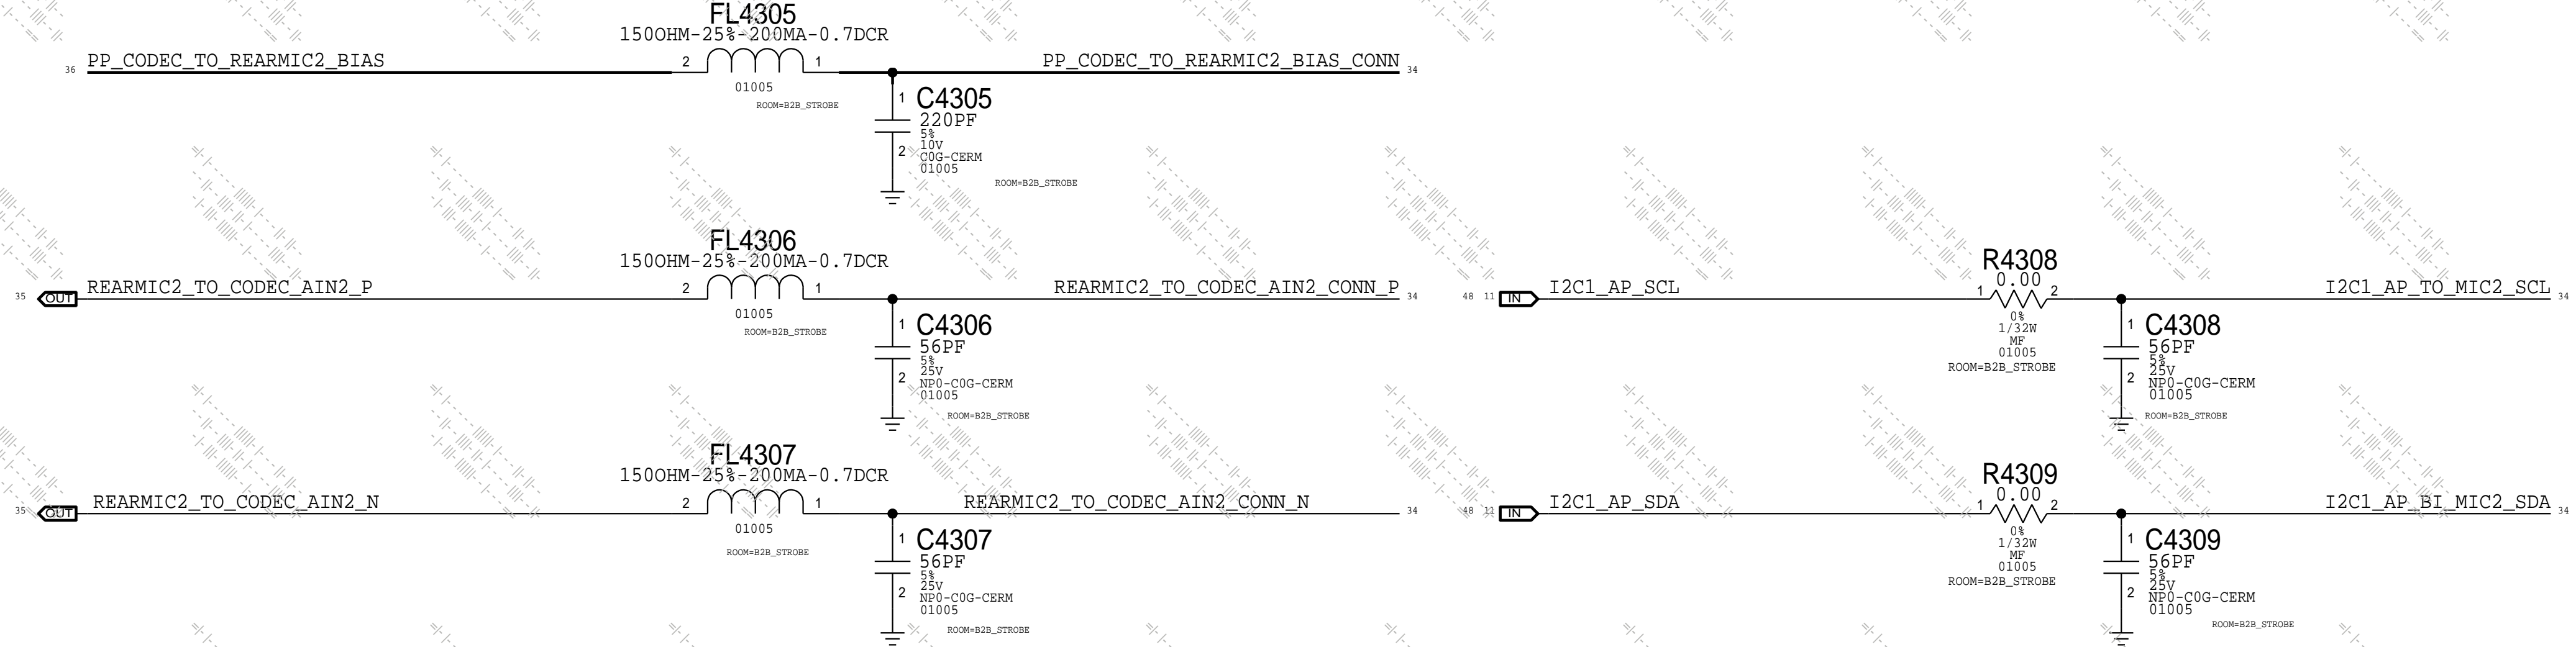 FL4305
150OHM-25%-200MA-0.7DCR
36 PP_CODEC_TO_REARMIC2_BIAS 2 1 PP_CODEC_TO_REARMIC2_BIAS_CONN 34
01005
ROOM=B2B_STROBE
1 C4305
220PF
5%
10V
2 C0G-CERM
01005
ROOM=B2B_STROBE
FL4306
150OHM-25%-200MA-0.7DCR
35 OUT REARMIC2_TO_CODEC_AIN2_P 2 1 REARMIC2_TO_CODEC_AIN2_CONN_P 34
01005
ROOM=B2B_STROBE
1 C4306
56PF
5%
25V
2 NP0-C0G-CERM
01005
ROOM=B2B_STROBE
FL4307
150OHM-25%-200MA-0.7DCR
35 OUT REARMIC2_TO_CODEC_AIN2_N 2 1 REARMIC2_TO_CODEC_AIN2_CONN_N 34
01005
ROOM=B2B_STROBE
1 C4307
56PF
5%
25V
2 NP0-C0G-CERM
01005
ROOM=B2B_STROBE
R4308
0.00
48 11 IN I2C1_AP_SCL 1 2 I2C1_AP_TO_MIC2_SCL 34
0%
1/32W
MF
01005
ROOM=B2B_STROBE
1 C4308
56PF
5%
25V
2 NP0-C0G-CERM
01005
ROOM=B2B_STROBE
R4309
0.00
48 11 IN I2C1_AP_SDA 1 2 I2C1_AP_BI_MIC2_SDA 34
0%
1/32W
MF
01005
ROOM=B2B_STROBE
1 C4309
56PF
5%
25V
2 NP0-C0G-CERM
01005
ROOM=B2B_STROBE